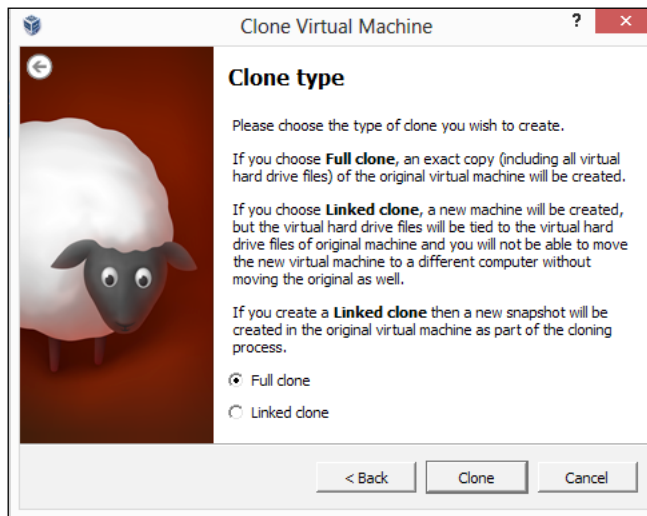 Clone Virtual Machine
?
Clone type
Please choose the type of clone you wish to create.
If you choose Full clone, an exact copy (including all virtual
hard drive files) of the original virtual machine will be created.
If you choose Linked clone, a new machine will be created,
but the virtual hard drive files will be tied to the virtual hard
drive files of original machine and you will not be able to move
the new virtual machine to a different computer without
moving the original as well.
If you create a Linked clone then a new snapshot will be
created in the original virtual machine as part of the cloning
process.
Full clone
Linked clone
< Back Clone Cancel